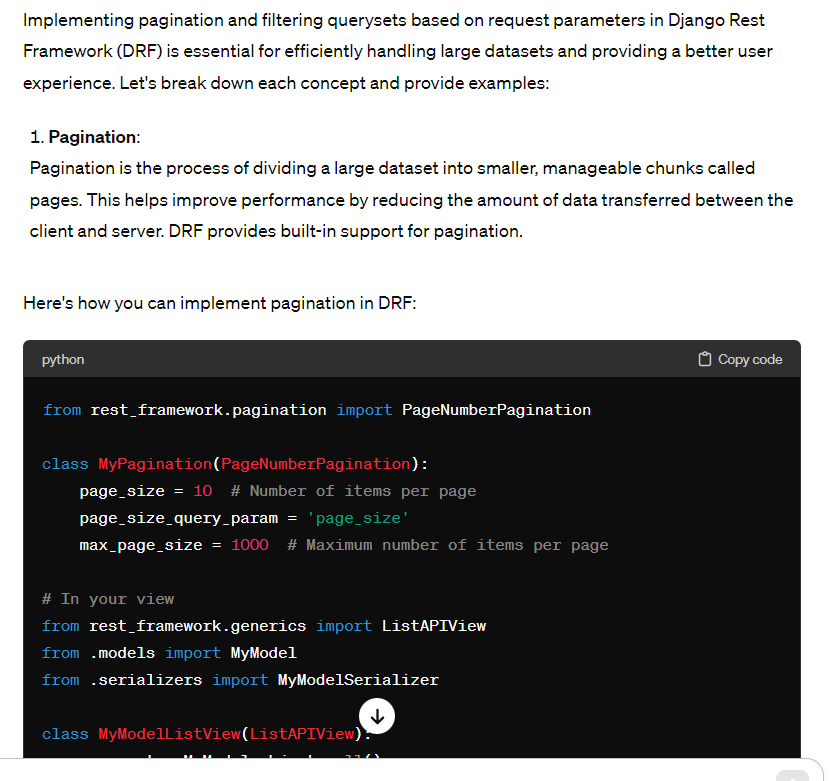 Implementing pagination and filtering querysets based on request parameters in Django Rest
Framework (DRF) is essential for efficiently handling large datasets and providing a better user
experience. Let's break down each concept and provide examples:
1. Pagination:
Pagination is the process of dividing a large dataset into smaller, manageable chunks called
pages. This helps improve performance by reducing the amount of data transferred between the
client and server. DRF provides built-in support for pagination.
Here's how you can implement pagination in DRF:
python Copy code
from rest_framework.pagination import PageNumberPagination
class MyPagination(PageNumberPagination):
    page_size = 10  # Number of items per page
    page_size_query_param = 'page_size'
    max_page_size = 1000  # Maximum number of items per page
# In your view
from rest_framework.generics import ListAPIView
from .models import MyModel
from .serializers import MyModelSerializer
class MyModelListView(ListAPIView):